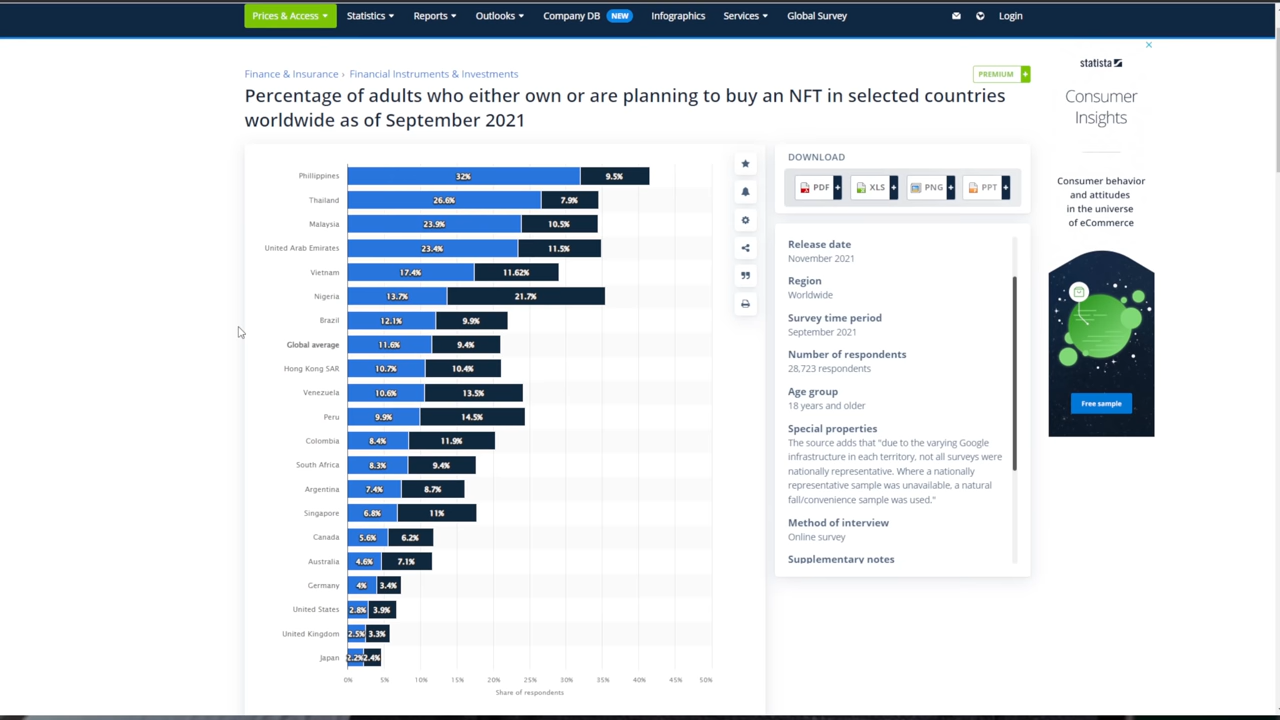 Prices & Access Statistics Reports Outlooks Company DB NEW Infographics Services Global Survey Login
Finance & Insurance › Financial Instruments & Investments
PREMIUM +
Percentage of adults who either own or are planning to buy an NFT in selected countries
worldwide as of September 2021
Phillippines 32% 9.5%
Thailand 26.6% 7.9%
Malaysia 23.9% 10.5%
United Arab Emirates 23.4% 11.5%
Vietnam 17.4% 11.62%
Nigeria 13.7% 21.7%
Brazil 12.1% 9.9%
Global average 11.6% 9.4%
Hong Kong SAR 10.7% 10.4%
Venezuela 10.6% 13.5%
Peru 9.9% 14.5%
Colombia 8.4% 11.9%
South Africa 8.3% 9.4%
Argentina 7.4% 8.7%
Singapore 6.8% 11%
Canada 5.6% 6.2%
Australia 4.6% 7.1%
Germany 4% 3.4%
United States 2.8% 3.9%
United Kingdom 2.5% 3.3%
Japan 2.2% 2.4%
0% 5% 10% 15% 20% 25% 30% 35% 40% 45% 50%
Share of respondents
DOWNLOAD
PDF + XLS + PNG + PPT +
Release date
November 2021
Region
Worldwide
Survey time period
September 2021
Number of respondents
28,723 respondents
Age group
18 years and older
Special properties
The source adds that "due to the varying Google
infrastructure in each territory, not all surveys were
nationally representative. Where a nationally
representative sample was unavailable, a natural
fall/convenience sample was used."
Method of interview
Online survey
Supplementary notes
statista
Consumer
Insights
Consumer behavior
and attitudes
in the universe
of eCommerce
Free sample